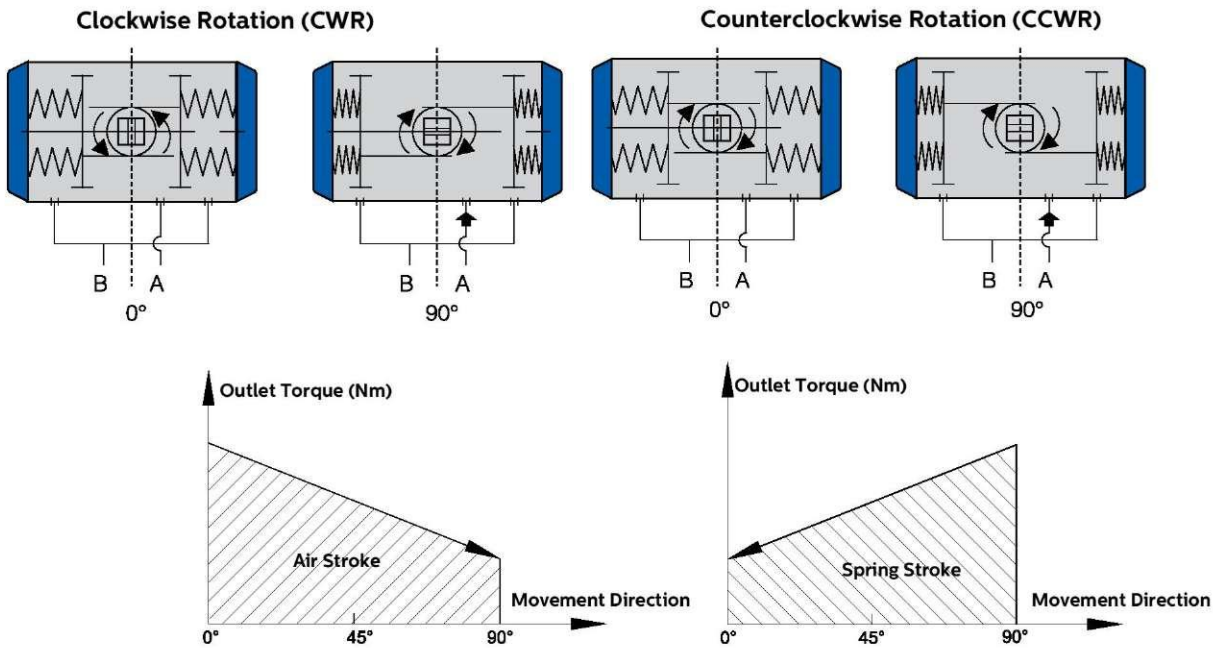 Clockwise Rotation (CWR)
Counterclockwise Rotation (CCWR)
B A
0°
B A
90°
B A
0°
B A
90°
Outlet Torque (Nm)
Air Stroke
Movement Direction
0° 45° 90°
Outlet Torque (Nm)
Spring Stroke
Movement Direction
0° 45° 90°